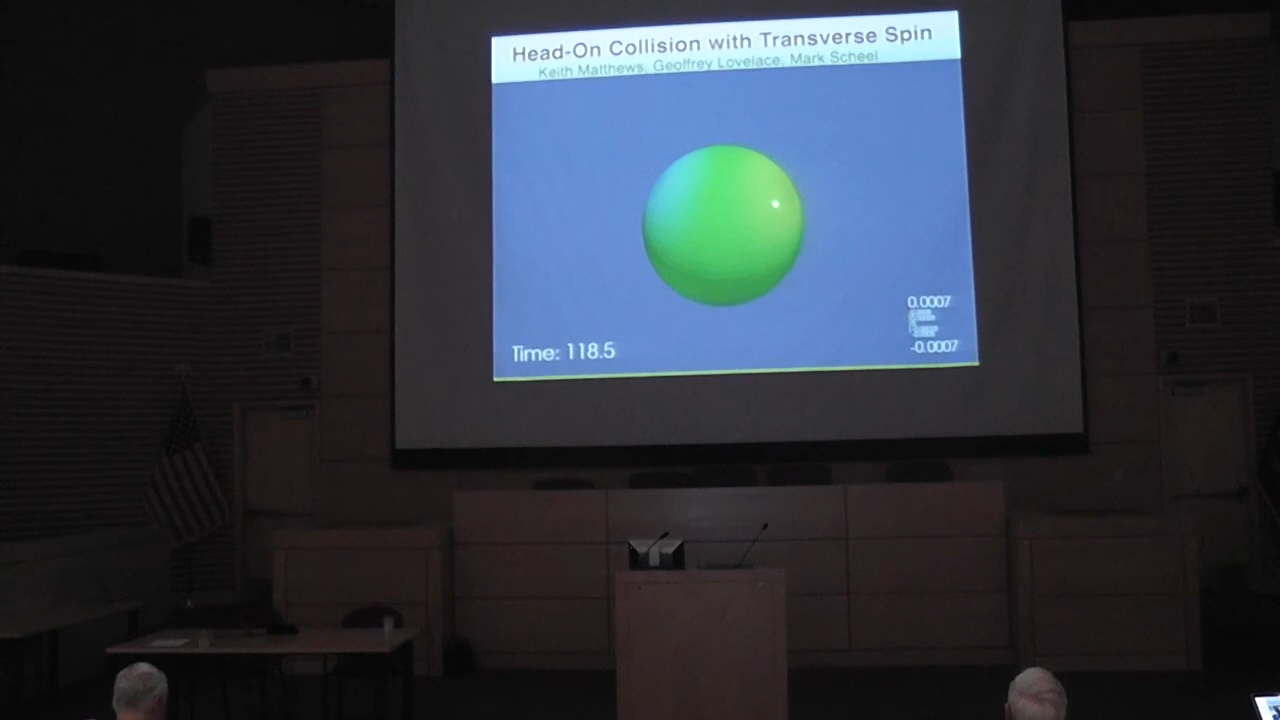 Head-On Collision with Transverse Spin
Keith Matthews, Geoffrey Lovelace, Mark Scheel
0.0007
-0.0007
Time: 118.5